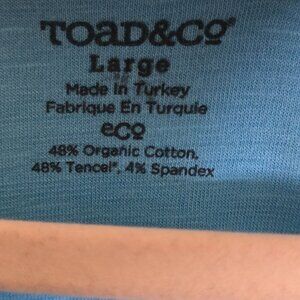 TOAD&CO®
Large
Made In Turkey
Fabrique En Turquie
eco
48% Organic Cotton,
48% Tencel®, 4% Spandex